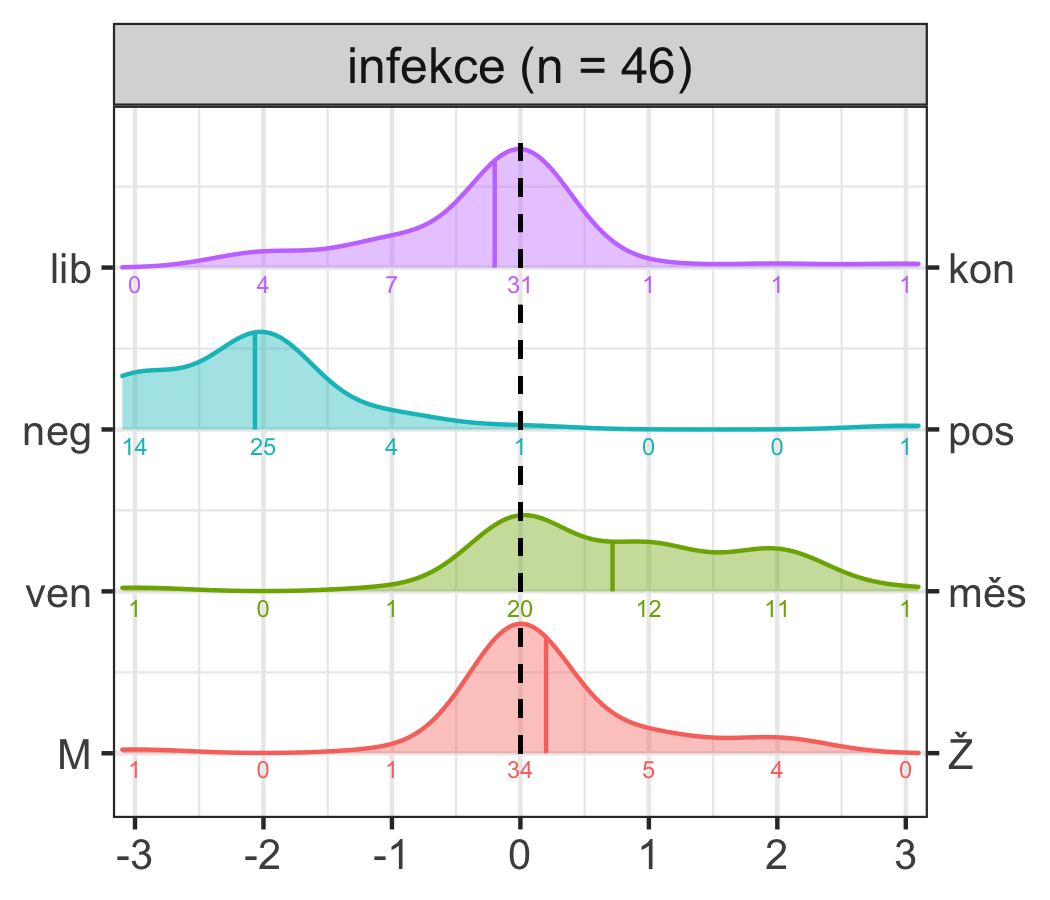 infekce (n = 46)
lib kon
0 4 7 31 1 1 1
neg pos
14 25 4 1 0 0 1
ven měs
1 0 1 20 12 11 1
M Ž
1 0 1 34 5 4 0
-3 -2 -1 0 1 2 3